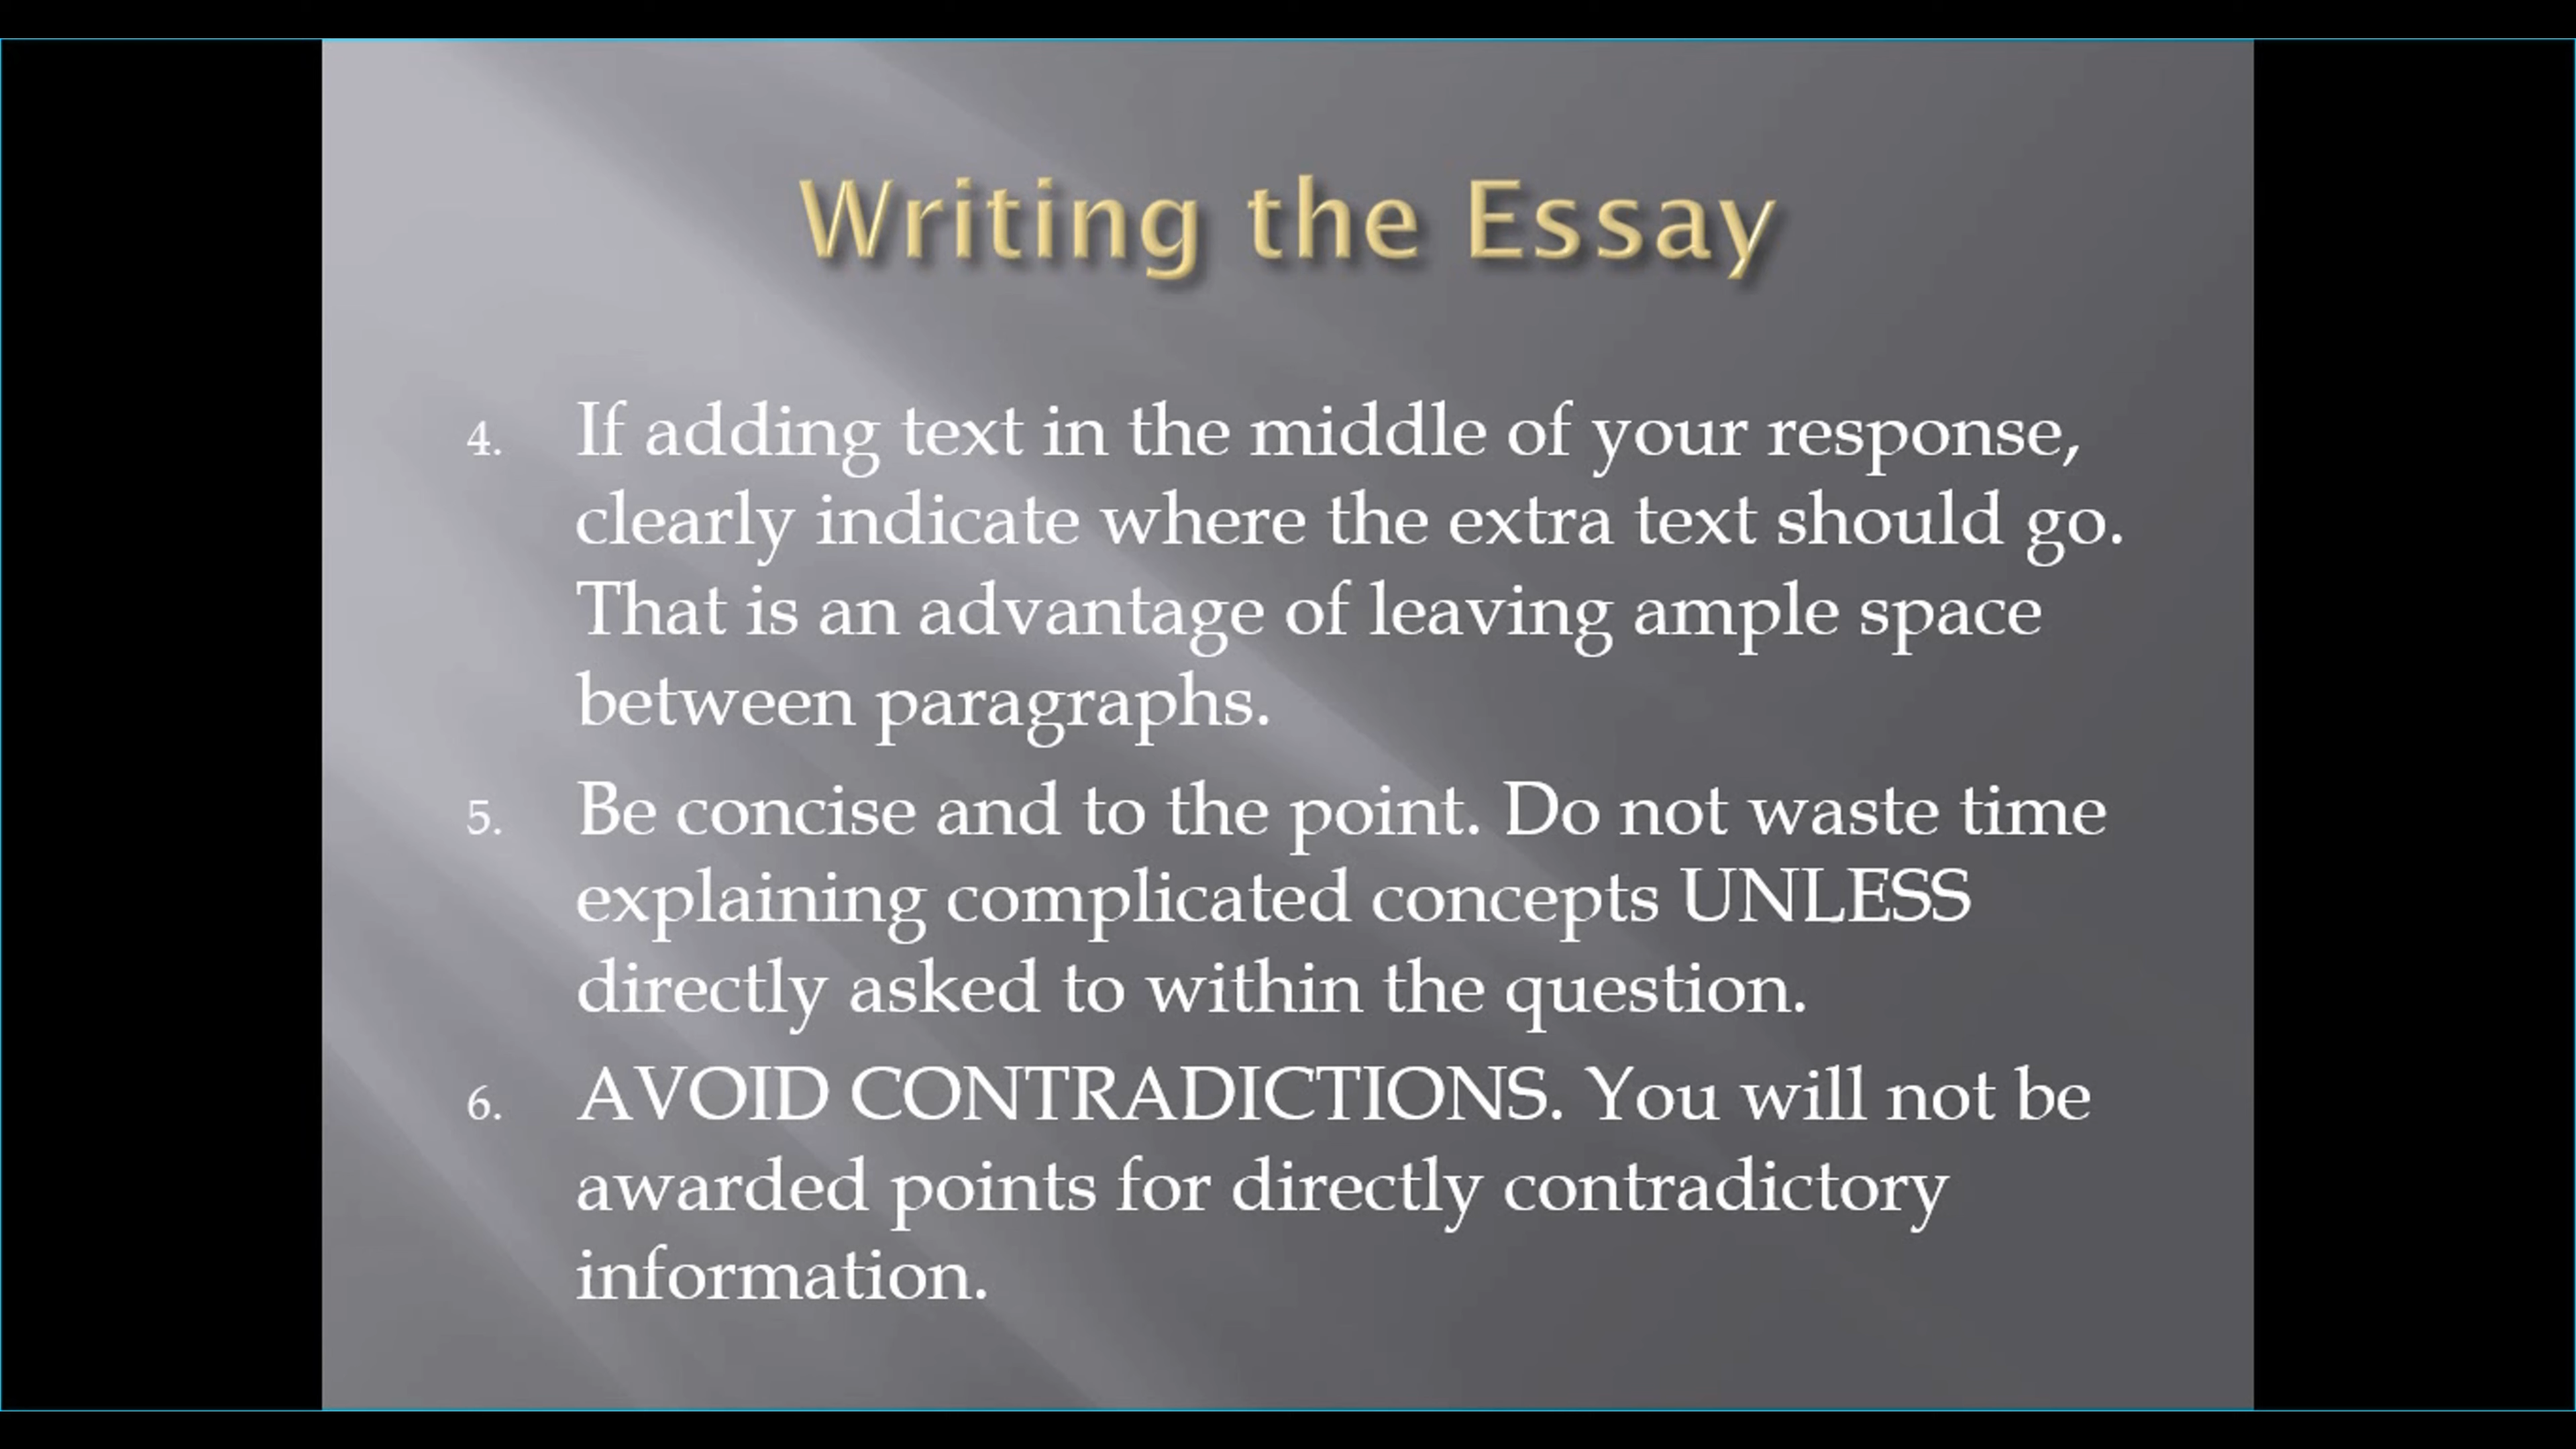 Writing the Essay
4. If adding text in the middle of your response,
clearly indicate where the extra text should go.
That is an advantage of leaving ample space
between paragraphs.
5. Be concise and to the point. Do not waste time
explaining complicated concepts UNLESS
directly asked to within the question.
6. AVOID CONTRADICTIONS. You will not be
awarded points for directly contradictory
information.